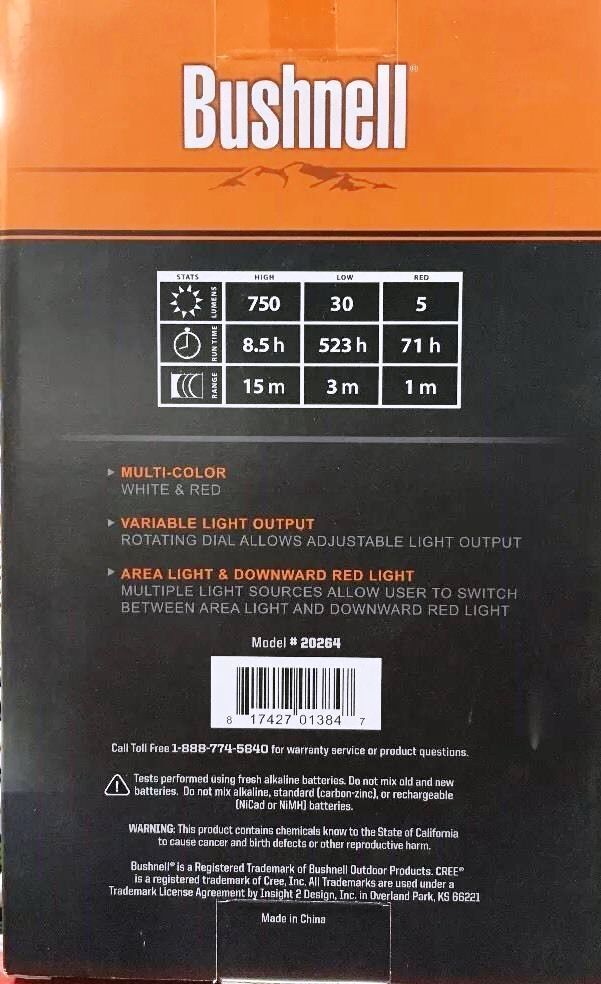 Bushnell®
STATS HIGH LOW RED
LUMENS 750 30 5
RUN TIME 8.5 h 523 h 71 h
RANGE 15 m 3 m 1 m
MULTI-COLOR
WHITE & RED
VARIABLE LIGHT OUTPUT
ROTATING DIAL ALLOWS ADJUSTABLE LIGHT OUTPUT
AREA LIGHT & DOWNWARD RED LIGHT
MULTIPLE LIGHT SOURCES ALLOW USER TO SWITCH
BETWEEN AREA LIGHT AND DOWNWARD RED LIGHT
Model # 20264
8 17427 01384 7
Call Toll Free 1-888-774-5640 for warranty service or product questions.
Tests performed using fresh alkaline batteries. Do not mix old and new
batteries. Do not mix alkaline, standard (carbon-zinc), or rechargeable
(NiCad or NiMH) batteries.
WARNING: This product contains chemicals know to the State of California
to cause cancer and birth defects or other reproductive harm.
Bushnell® is a Registered Trademark of Bushnell Outdoor Products. CREE®
is a registered trademark of Cree, Inc. All Trademarks are used under a
Trademark License Agreement by Insight 2 Design, Inc. in Overland Park, KS 66221
Made in China